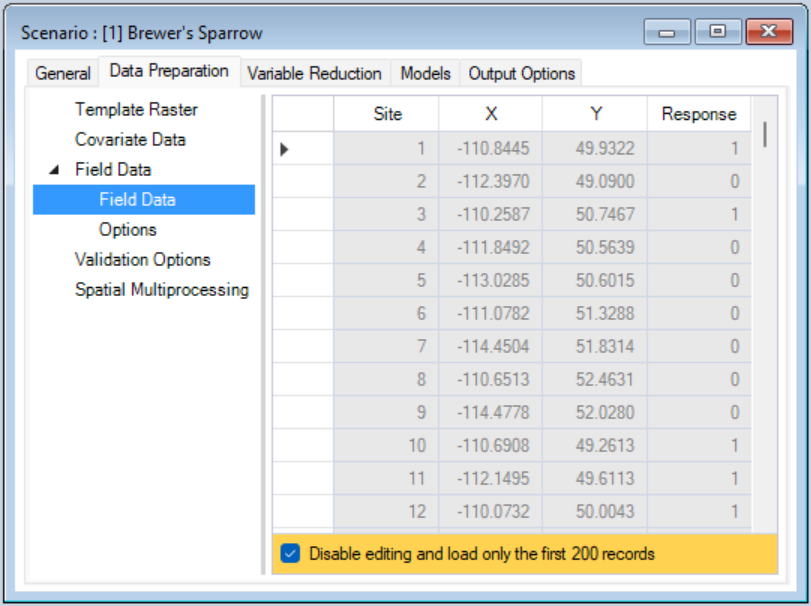 Scenario : [1] Brewer's Sparrow
General Data Preparation Variable Reduction Models Output Options
Template Raster
Covariate Data
Field Data
Field Data
Options
Validation Options
Spatial Multiprocessing
Site X Y Response
1 -110.8445 49.9322 1
2 -112.3970 49.0900 0
3 -110.2587 50.7467 1
4 -111.8492 50.5639 0
5 -113.0285 50.6015 0
6 -111.0782 51.3288 0
7 -114.4504 51.8314 0
8 -110.6513 52.4631 0
9 -114.4778 52.0280 0
10 -110.6908 49.2613 1
11 -112.1495 49.6113 1
12 -110.0732 50.0043 1
Disable editing and load only the first 200 records